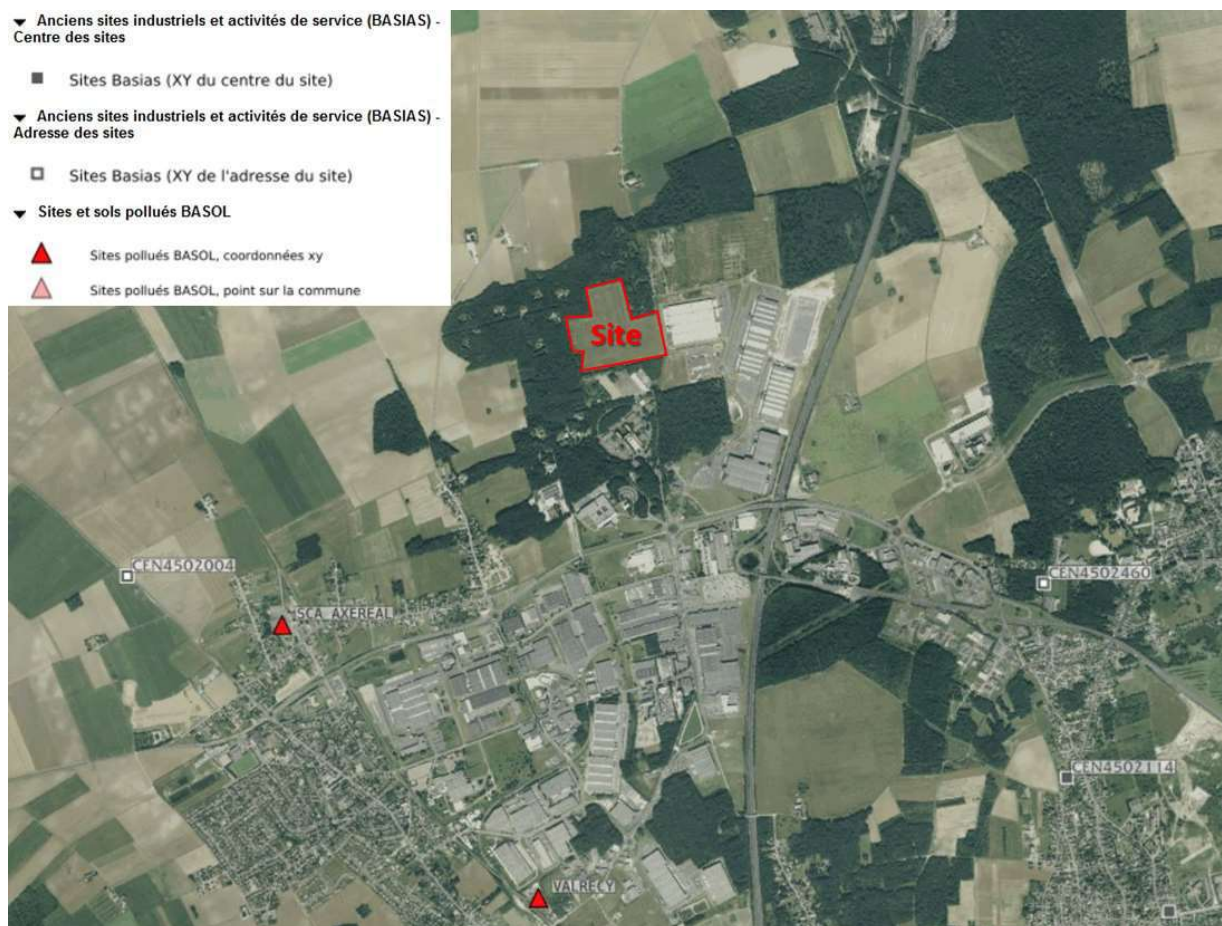 Anciens sites industriels et activités de service (BASIAS) -
Centre des sites
Sites Basias (XY du centre du site)
Anciens sites industriels et activités de service (BASIAS) -
Adresse des sites
Sites Basias (XY de l'adresse du site)
Sites et sols pollués BASOL
Sites pollués BASOL, coordonnées xy
Sites pollués BASOL, point sur la commune
Site
CEN4502004
CEN4502460
SCA AXEREAL
CEN4502114
VALRECY